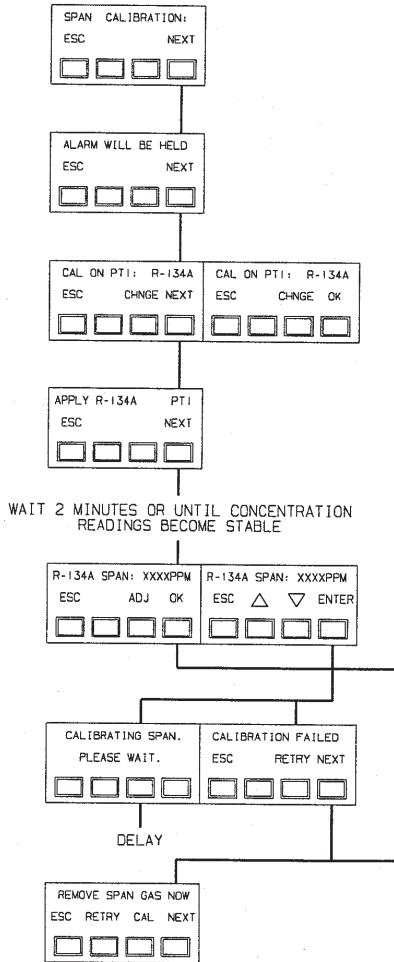 SPAN CALIBRATION:
ESC NEXT
ALARM WILL BE HELD
ESC NEXT
CAL ON PT1: R-134A
ESC CHNGE NEXT
CAL ON PT1: R-134A
ESC CHNGE OK
APPLY R-134A PT1
ESC NEXT
WAIT 2 MINUTES OR UNTIL CONCENTRATION
READINGS BECOME STABLE
R-134A SPAN: XXXXPPM
ESC ADJ OK
R-134A SPAN: XXXXPPM
ESC △ ▽ ENTER
CALIBRATING SPAN.
PLEASE WAIT.
CALIBRATION FAILED
ESC RETRY NEXT
DELAY
REMOVE SPAN GAS NOW
ESC RETRY CAL NEXT